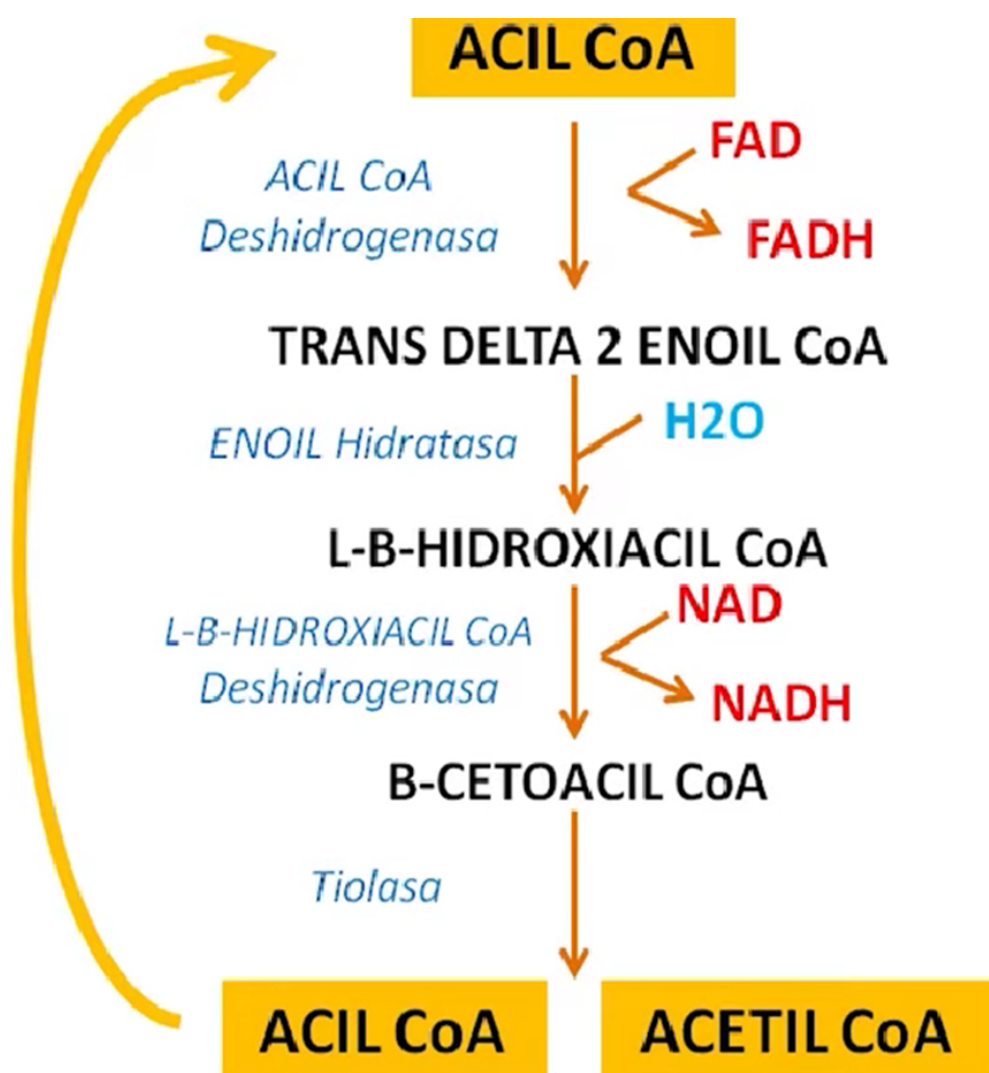 ACIL CoA
FAD
ACIL CoA
Deshidrogenasa
FADH
TRANS DELTA 2 ENOIL CoA
H2O
ENOIL Hidratasa
L-B-HIDROXIACIL CoA
NAD
L-B-HIDROXIACIL CoA
Deshidrogenasa
NADH
B-CETOACIL CoA
Tiolasa
ACIL CoA
ACETIL CoA